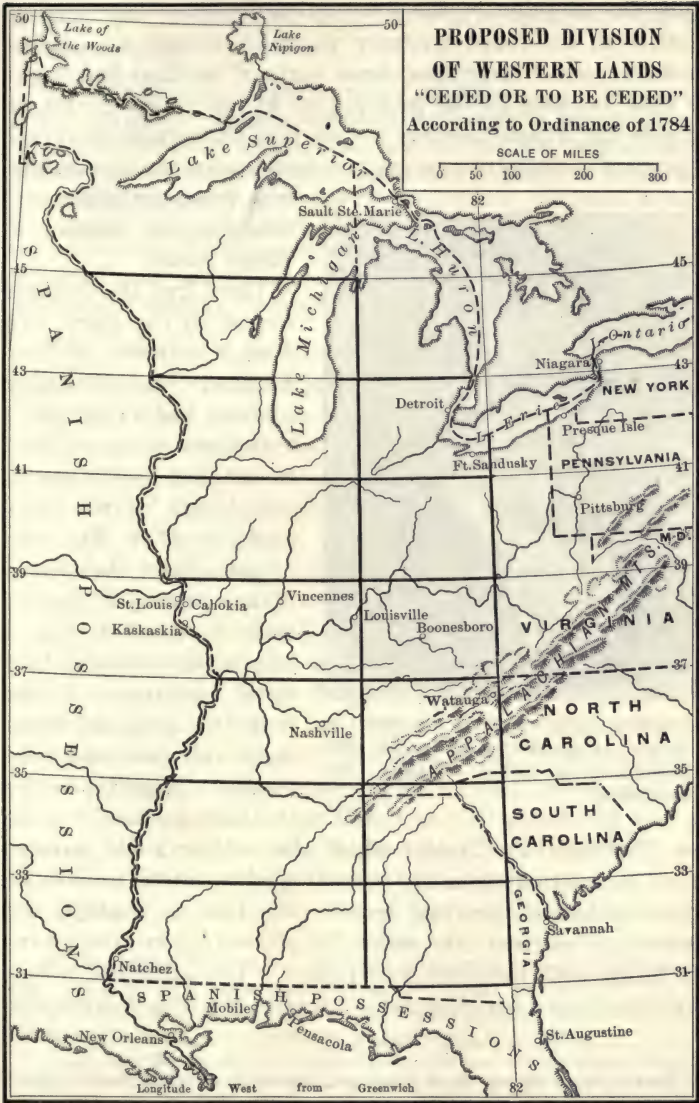 50
Lake of
the Woods
Lake
Nipigon
50
PROPOSED DIVISION
OF WESTERN LANDS
"CEDED OR TO BE CEDED"
According to Ordinance of 1784
SCALE OF MILES
0 50 100 200 300
82
Lake Superior
Sault Ste. Marie
45
45
SPANISH POSSESSIONS
Lake Michigan
L. Huron
Ontario
Niagara
43
43
NEW YORK
Detroit
L. Erie
Presque Isle
Ft. Sandusky
PENNSYLVANIA
41
41
Pittsburg
M.D.
39
39
St. Louis
Cahokia
Vincennes
Louisville
Kaskaskia
Boonesboro
VIRGINIA
APPALACHIAN MTS.
37
37
Watauga
NORTH
CAROLINA
Nashville
35
35
SOUTH
CAROLINA
33
33
GEORGIA
Savannah
31
31
Natchez
SPANISH POSSESSIONS
Mobile
Pensacola
New Orleans
St. Augustine
Longitude West from Greenwich
82